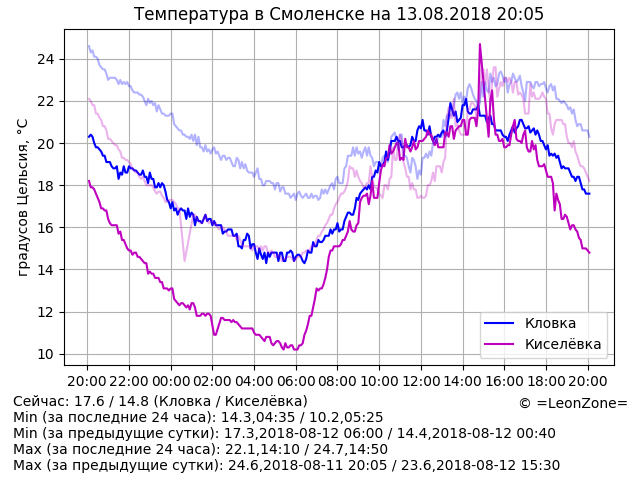 Температура в Смоленске на 13.08.2018 20:05
градусов Цельсия, °C
24
22
20
18
16
14
12
10
20:00 22:00 00:00 02:00 04:00 06:00 08:00 10:00 12:00 14:00 16:00 18:00 20:00
Кловка
Киселёвка
Сейчас: 17.6 / 14.8 (Кловка / Киселёвка)
© =LeonZone=
Min (за последние 24 часа): 14.3,04:35 / 10.2,05:25
Min (за предыдущие сутки): 17.3,2018-08-12 06:00 / 14.4,2018-08-12 00:40
Max (за последние 24 часа): 22.1,14:10 / 24.7,14:50
Max (за предыдущие сутки): 24.6,2018-08-11 20:05 / 23.6,2018-08-12 15:30